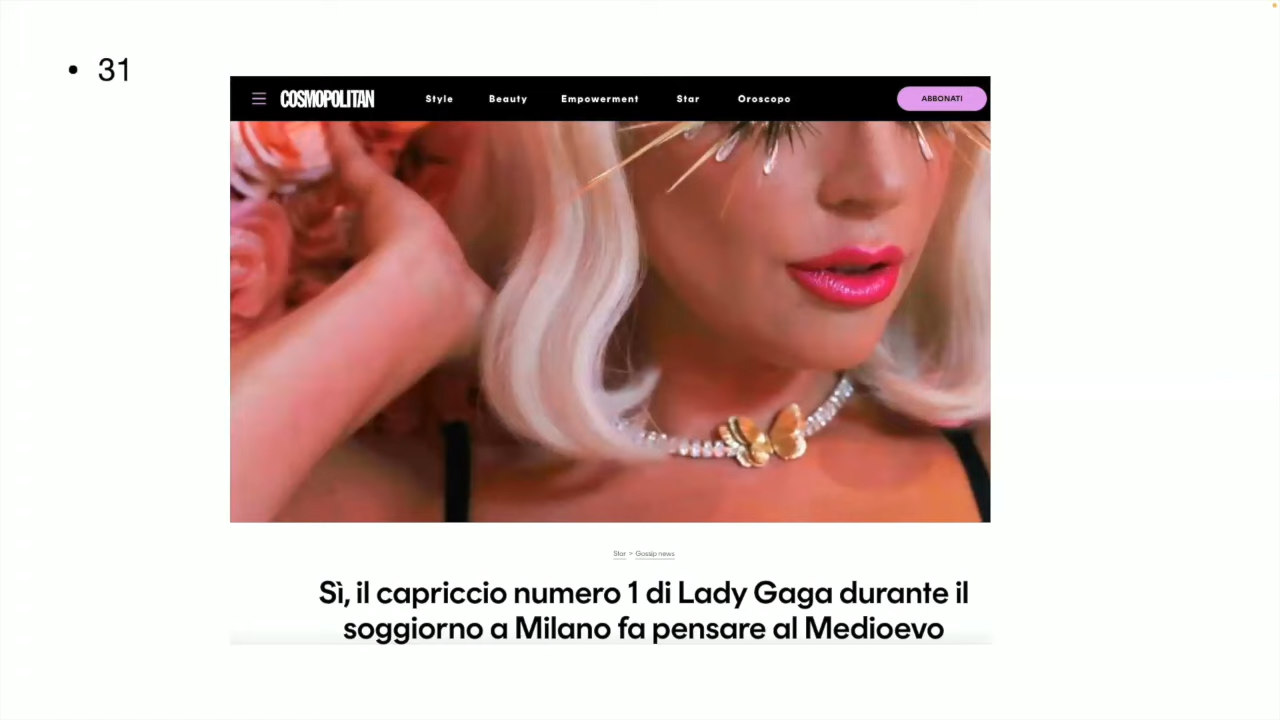 • 31
COSMOPOLITAN Style Beauty Empowerment Star Oroscopo ABBONATI
Star > Gossip news
Sì, il capriccio numero 1 di Lady Gaga durante il
soggiorno a Milano fa pensare al Medioevo